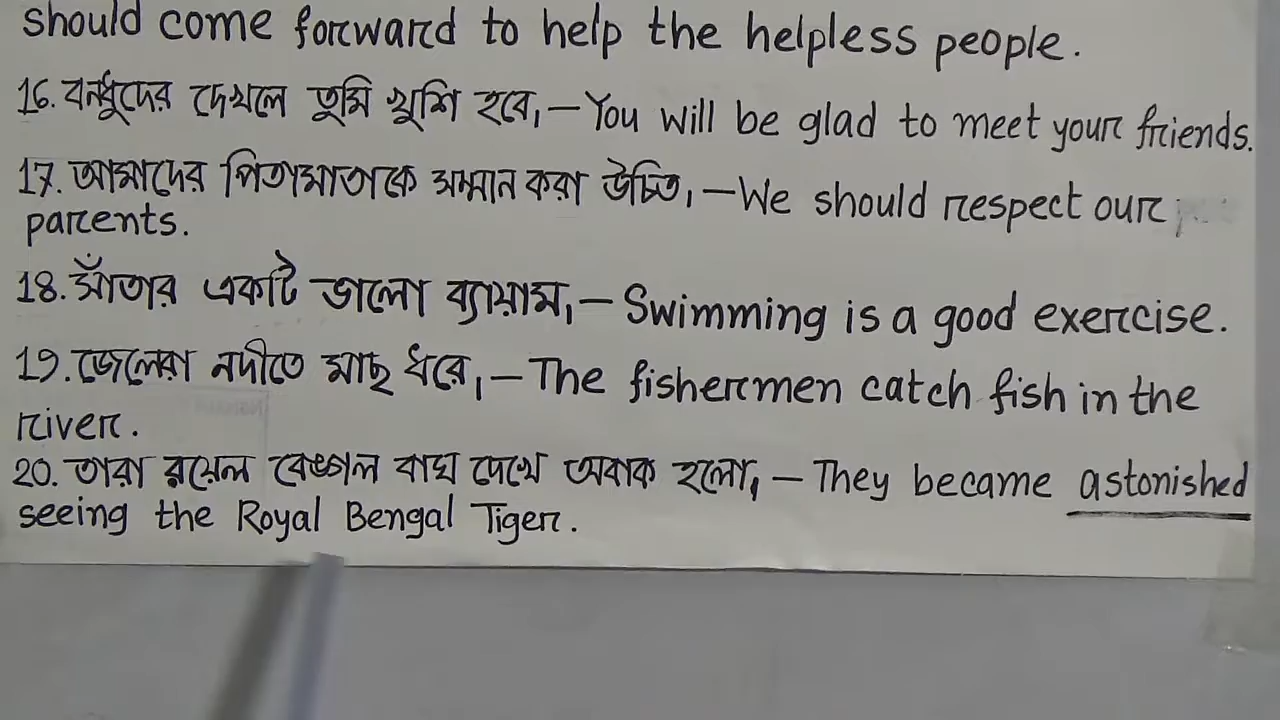 should come forward to help the helpless people.
16. বন্ধুদের দেখলে তুমি খুশি হবে,—You will be glad to meet your friends.
17. আমাদের পিতামাতাকে সম্মান করা উচিত,—We should respect our
parents.
18. সাঁতার একটি ভালো ব্যায়াম,— Swimming is a good exercise.
19. জেলেরা নদীতে মাছ ধরে,—The fishermen catch fish in the
river.
20. তারা রয়েল বেঙ্গল বাঘ দেখে অবাক হলো,— They became astonished
seeing the Royal Bengal Tiger.